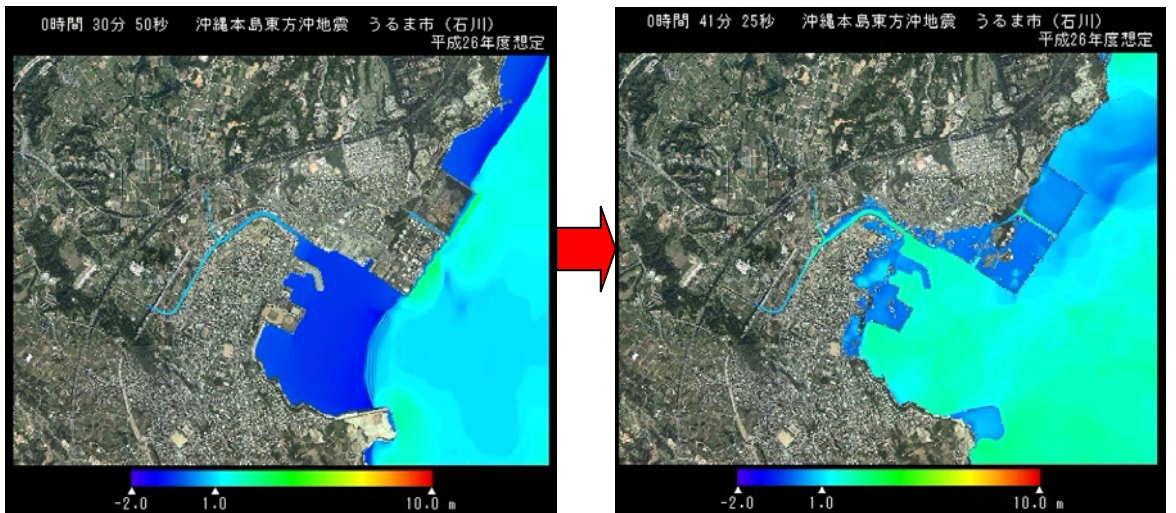 0時間 30分 50秒 沖縄本島東方沖地震 うるま市 (石川)
平成26年度想定
-2.0 1.0 10.0 m
0時間 41分 25秒 沖縄本島東方沖地震 うるま市 (石川)
平成26年度想定
-2.0 1.0 10.0 m